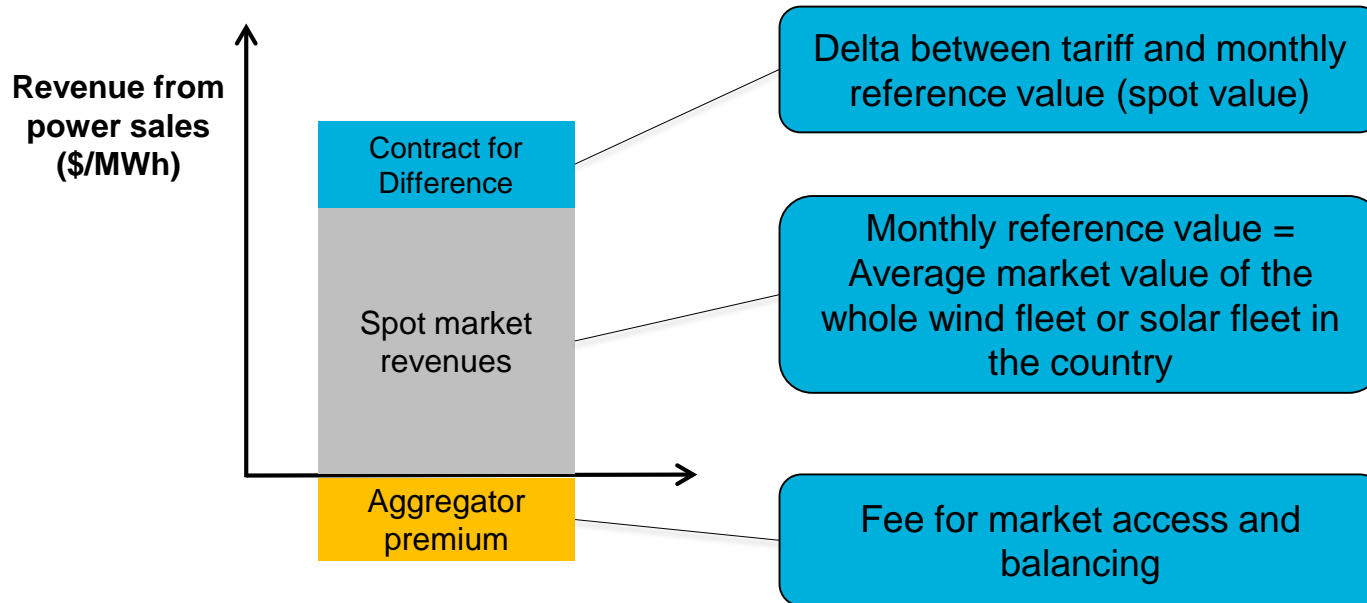 Revenue from
power sales
($/MWh)
Contract for
Difference
Spot market
revenues
Aggregator
premium
Delta between tariff and monthly
reference value (spot value)
Monthly reference value =
Average market value of the
whole wind fleet or solar fleet in
the country
Fee for market access and
balancing